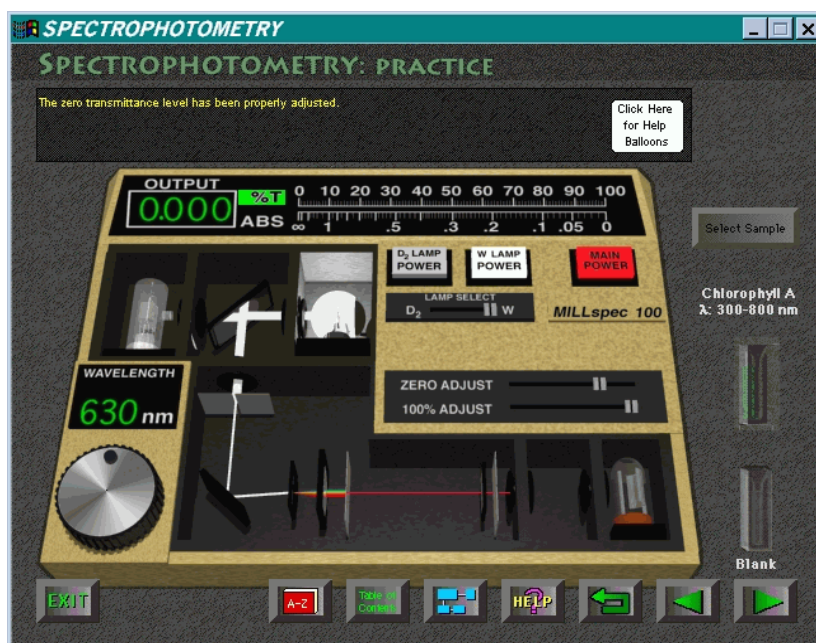 SPECTROPHOTOMETRY
SPECTROPHOTOMETRY: PRACTICE
The zero transmittance level has been properly adjusted.
Click Here
for Help
Balloons
OUTPUT
0.000
%T
ABS
0 10 20 30 40 50 60 70 80 90 100
∞ 1 .5 .3 .2 .1 .05 0
D₂ LAMP
POWER
W LAMP
POWER
MAIN
POWER
LAMP SELECT
D₂ W
MILLspec 100
Select Sample
Chlorophyll A
λ: 300-800 nm
WAVELENGTH
630 nm
ZERO ADJUST
100% ADJUST
Blank
EXIT
A-Z
Table of
Contents
HELP